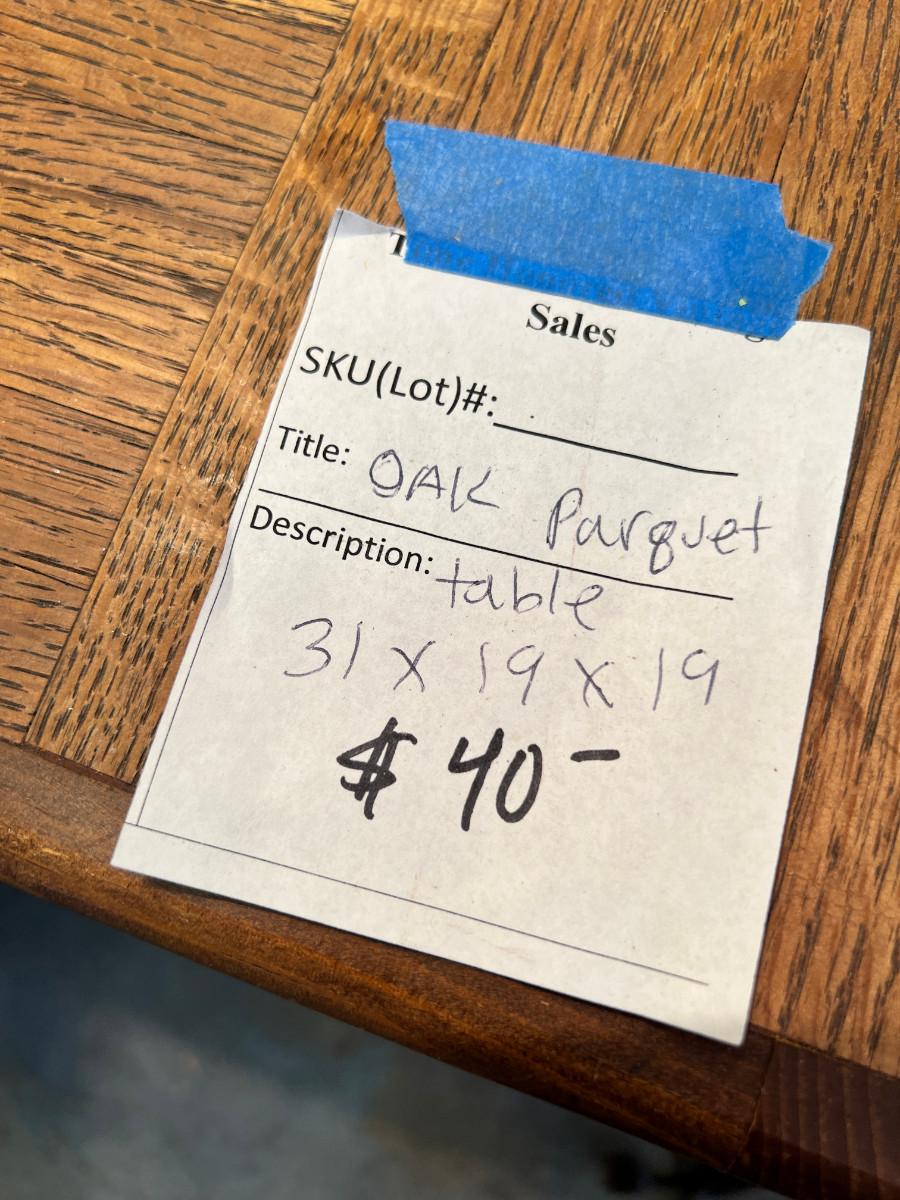 Sales
SKU(Lot)#:
Title: OAK Parquet
Description: table
31 x 19 x 19
$ 40-